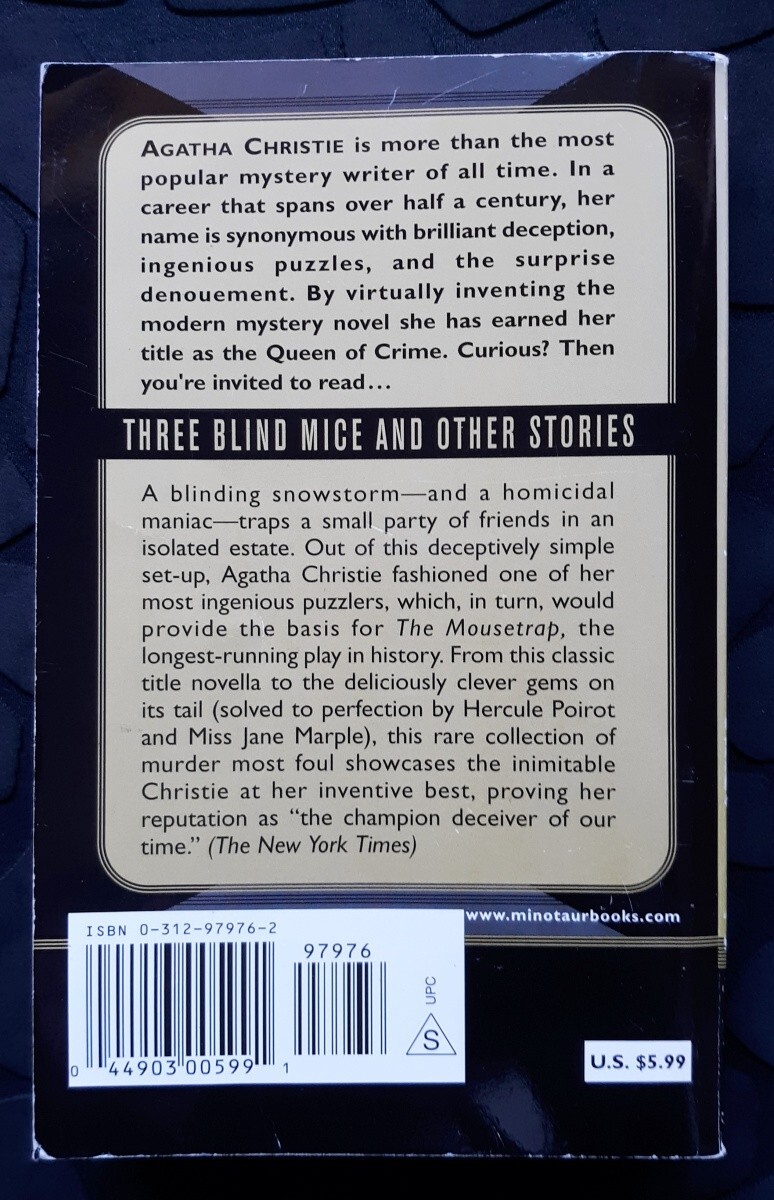 AGATHA CHRISTIE is more than the most
popular mystery writer of all time. In a
career that spans over half a century, her
name is synonymous with brilliant deception,
ingenious puzzles, and the surprise
denouement. By virtually inventing the
modern mystery novel she has earned her
title as the Queen of Crime. Curious? Then
you're invited to read...
THREE BLIND MICE AND OTHER STORIES
A blinding snowstorm—and a homicidal
maniac—traps a small party of friends in an
isolated estate. Out of this deceptively simple
set-up, Agatha Christie fashioned one of her
most ingenious puzzlers, which, in turn, would
provide the basis for The Mousetrap, the
longest-running play in history. From this classic
title novella to the deliciously clever gems on
its tail (solved to perfection by Hercule Poirot
and Miss Jane Marple), this rare collection of
murder most foul showcases the inimitable
Christie at her inventive best, proving her
reputation as “the champion deceiver of our
time.” (The New York Times)
www.minotaurbooks.com
ISBN 0-312-97976-2
97976
UPC
S
0 44903 00599 1
U.S. $5.99